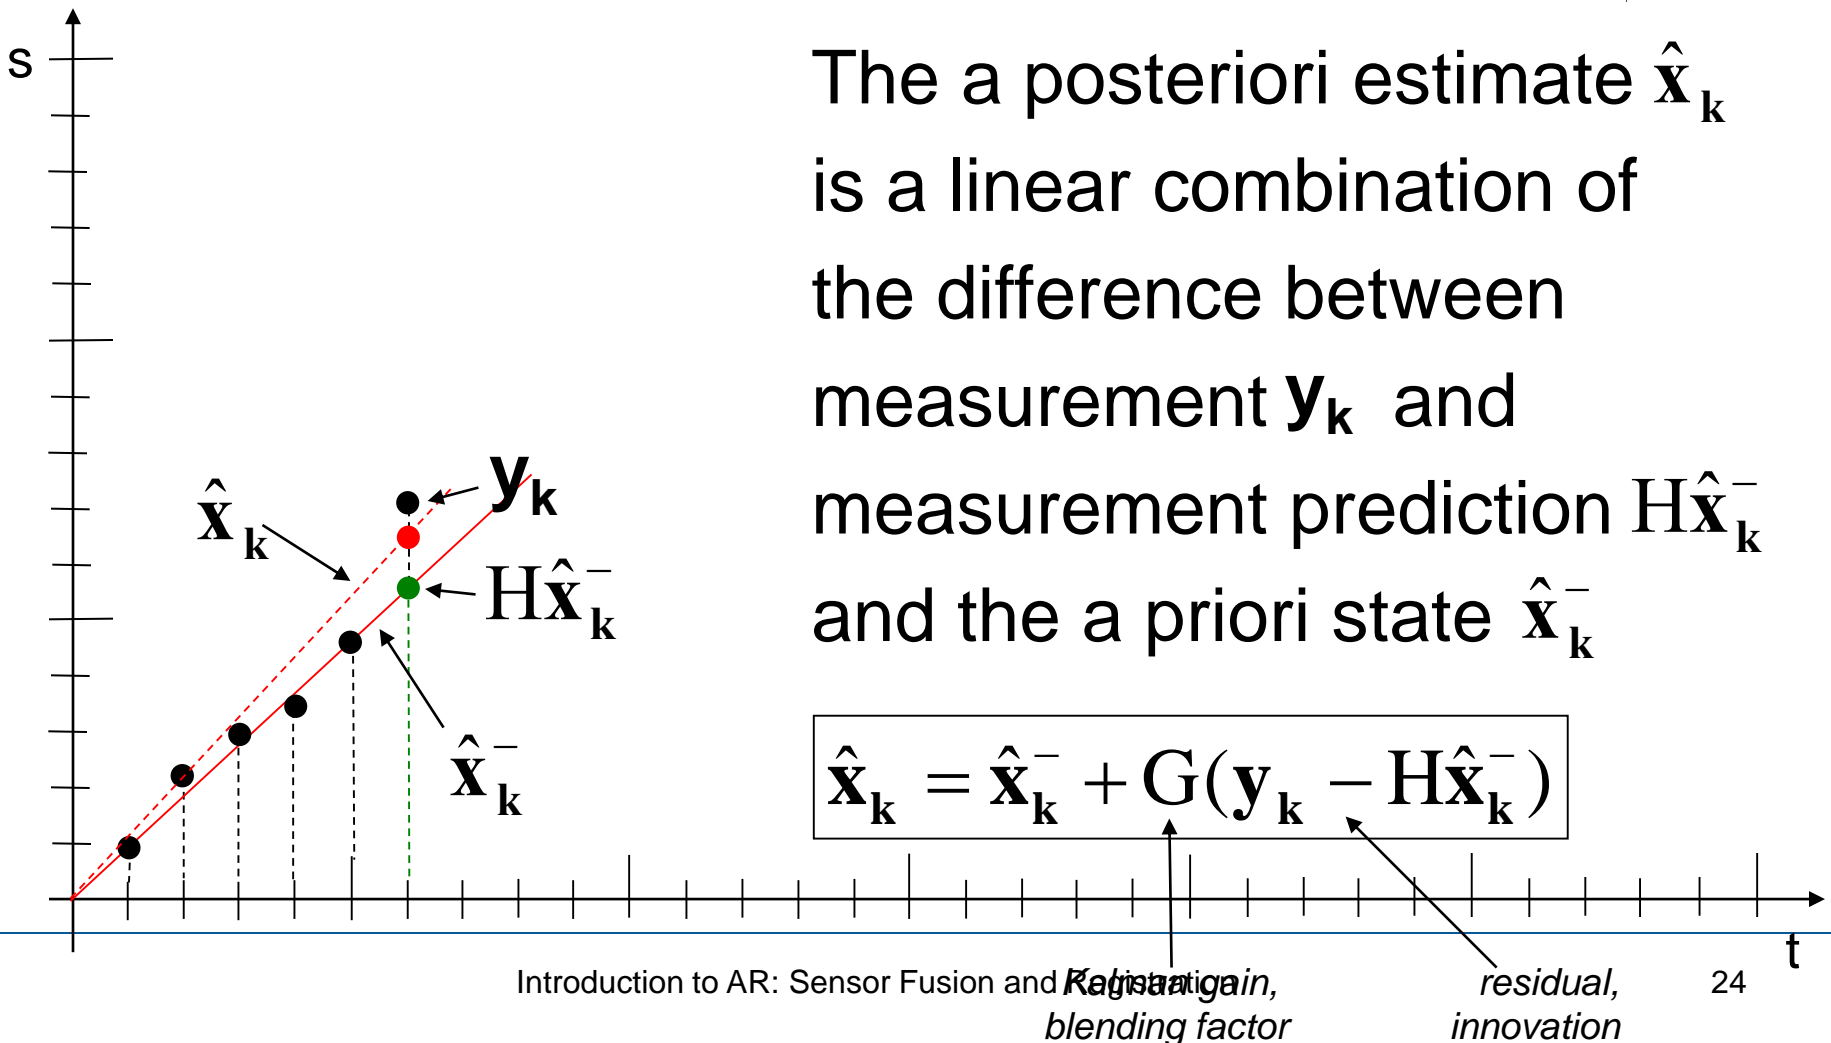 s
The a posteriori estimate x̂ₖ
is a linear combination of
the difference between
measurement yₖ and
measurement prediction Hx̂ₖ⁻
and the a priori state x̂ₖ⁻
x̂ₖ = x̂ₖ⁻ + G(yₖ − Hx̂ₖ⁻)
yₖ
x̂ₖ
Hx̂ₖ⁻
x̂ₖ⁻
t
Introduction to AR: Sensor Fusion and Registration
Kalman gain,
blending factor
residual,
innovation
24